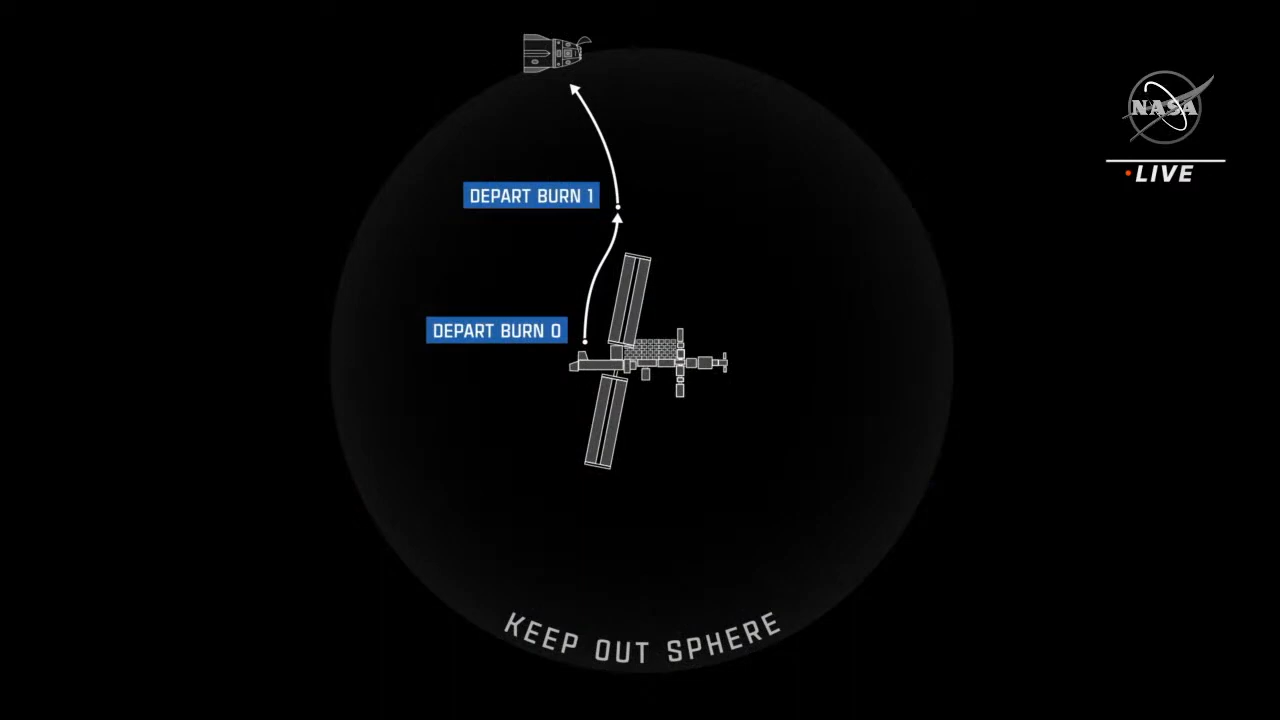 NASA
LIVE
DEPART BURN 1
DEPART BURN 0
KEEP OUT SPHERE